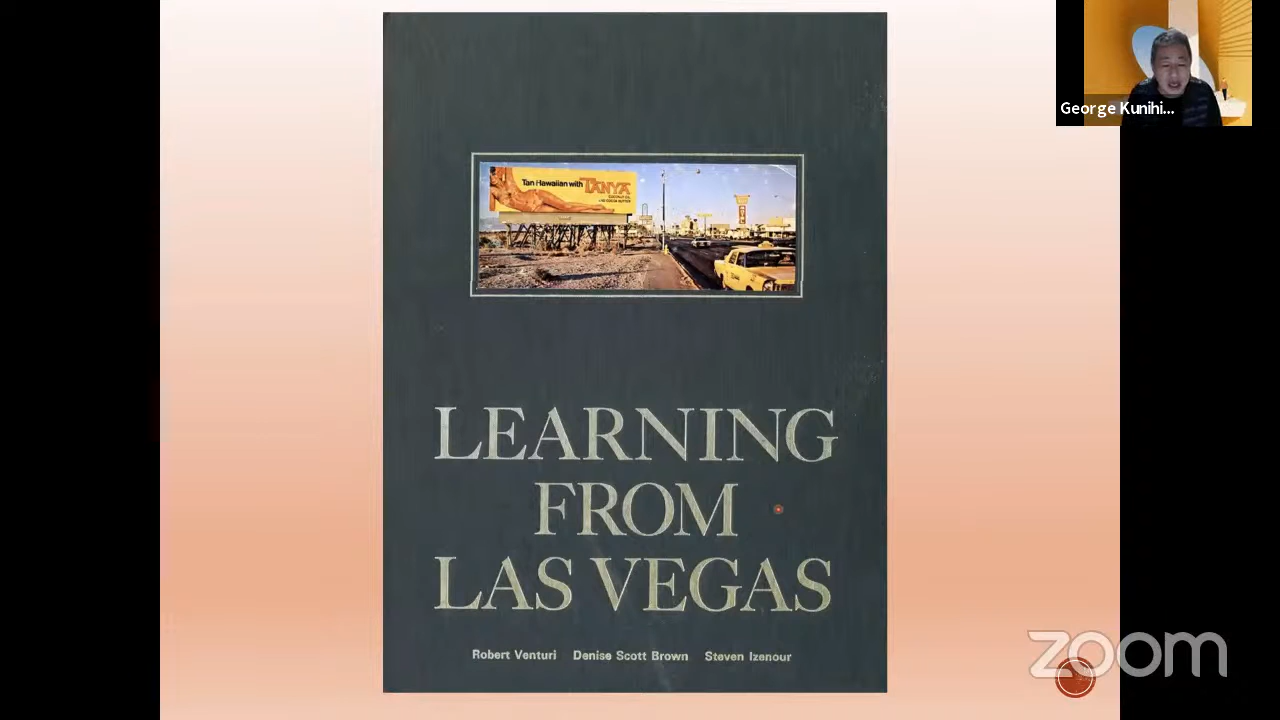 George Kunihi...
Tan Hawaiian with TANYA
LEARNING
FROM
LAS VEGAS
Robert Venturi Denise Scott Brown Steven Izenour
zoom